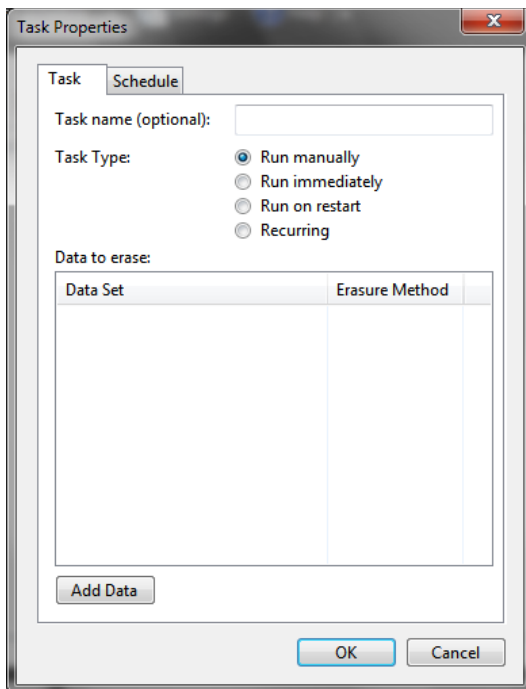 Task Properties
Task Schedule
Task name (optional):
Task Type: Run manually
Run immediately
Run on restart
Recurring
Data to erase:
Data Set Erasure Method
Add Data
OK Cancel